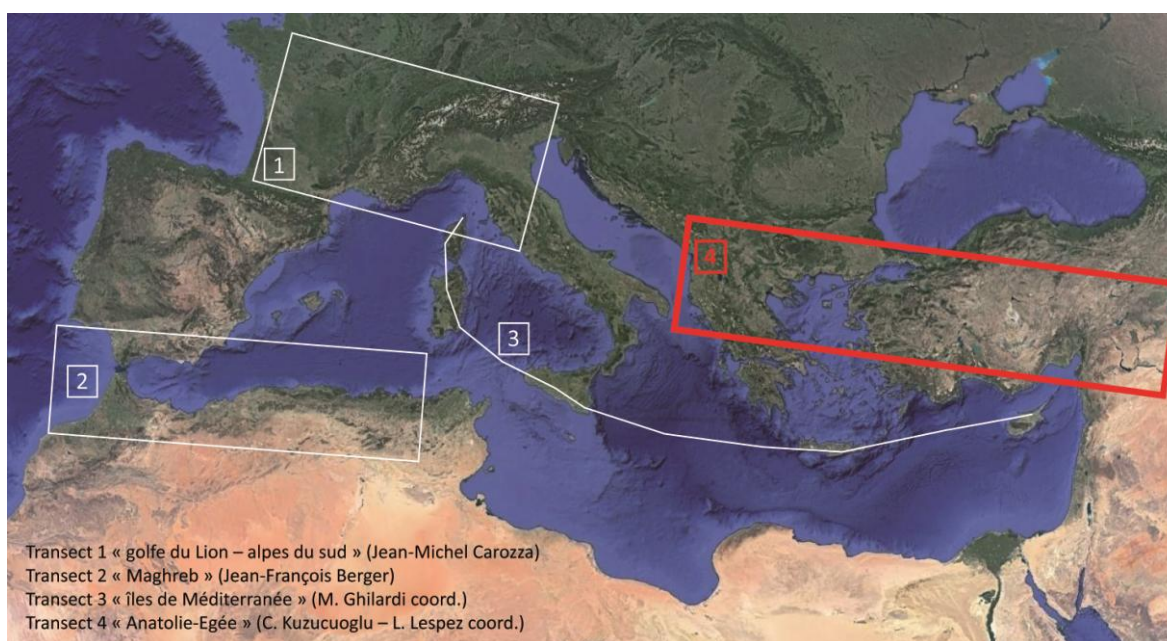 1
4
3
2
Transect 1 « golfe du Lion – alpes du sud » (Jean-Michel Carozza)
Transect 2 « Maghreb » (Jean-François Berger)
Transect 3 « îles de Méditerranée » (M. Ghilardi coord.)
Transect 4 « Anatolie-Egée » (C. Kuzucuoglu – L. Lespez coord.)